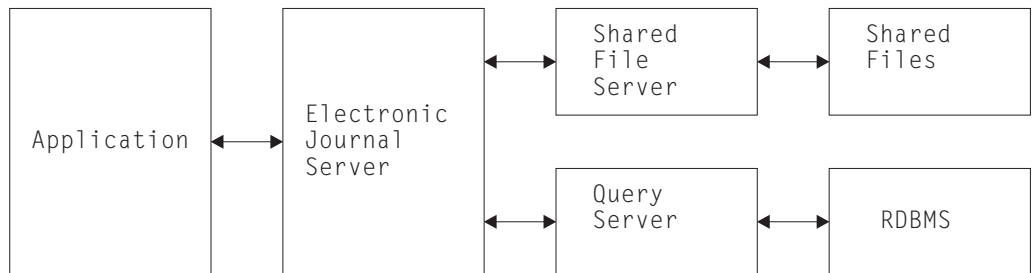 Application
Electronic
Journal
Server
Shared
File
Server
Shared
Files
Query
Server
RDBMS